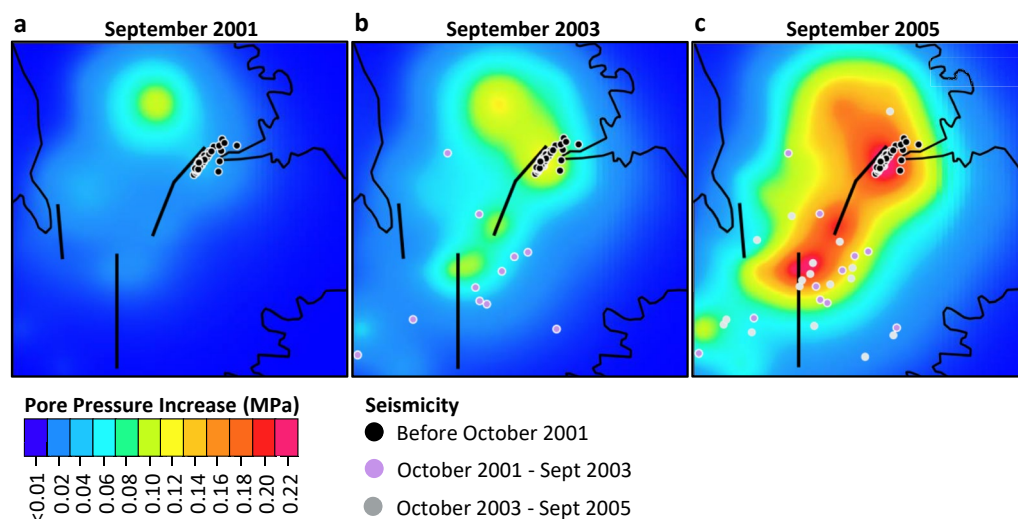 a September 2001
b September 2003
c September 2005
Pore Pressure Increase (MPa)
<0.01
0.02
0.04
0.06
0.08
0.10
0.12
0.14
0.16
0.18
0.20
0.22
Seismicity
Before October 2001
October 2001 - Sept 2003
October 2003 - Sept 2005